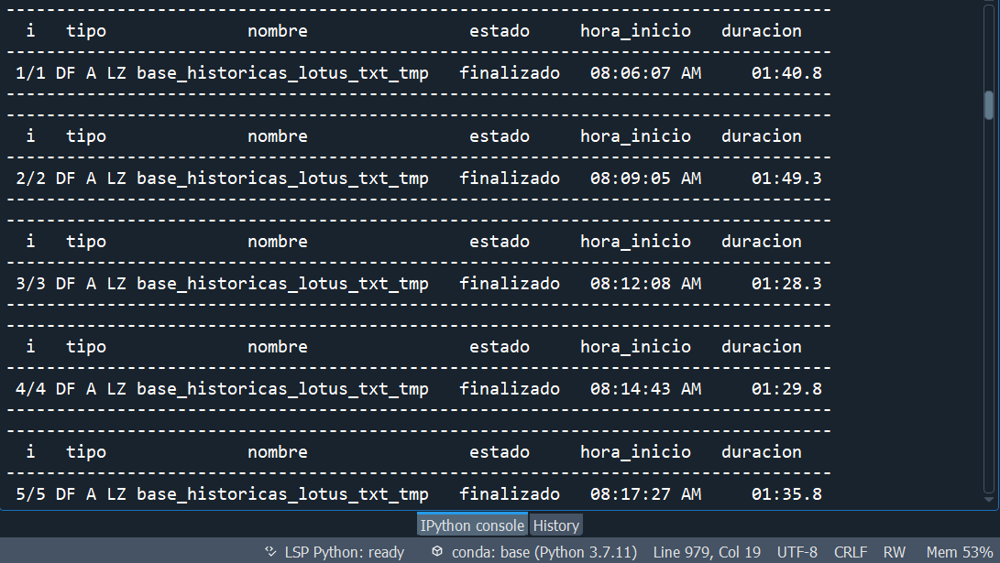 ----------------------------------------------------------------------------------
i tipo nombre estado hora_inicio duracion
----------------------------------------------------------------------------------
1/1 DF A LZ base_historicas_lotus_txt_tmp finalizado 08:06:07 AM 01:40.8
----------------------------------------------------------------------------------
----------------------------------------------------------------------------------
i tipo nombre estado hora_inicio duracion
----------------------------------------------------------------------------------
2/2 DF A LZ base_historicas_lotus_txt_tmp finalizado 08:09:05 AM 01:49.3
----------------------------------------------------------------------------------
----------------------------------------------------------------------------------
i tipo nombre estado hora_inicio duracion
----------------------------------------------------------------------------------
3/3 DF A LZ base_historicas_lotus_txt_tmp finalizado 08:12:08 AM 01:28.3
----------------------------------------------------------------------------------
----------------------------------------------------------------------------------
i tipo nombre estado hora_inicio duracion
----------------------------------------------------------------------------------
4/4 DF A LZ base_historicas_lotus_txt_tmp finalizado 08:14:43 AM 01:29.8
----------------------------------------------------------------------------------
----------------------------------------------------------------------------------
i tipo nombre estado hora_inicio duracion
----------------------------------------------------------------------------------
5/5 DF A LZ base_historicas_lotus_txt_tmp finalizado 08:17:27 AM 01:35.8
IPython console History
LSP Python: ready conda: base (Python 3.7.11) Line 979, Col 19 UTF-8 CRLF RW Mem 53%